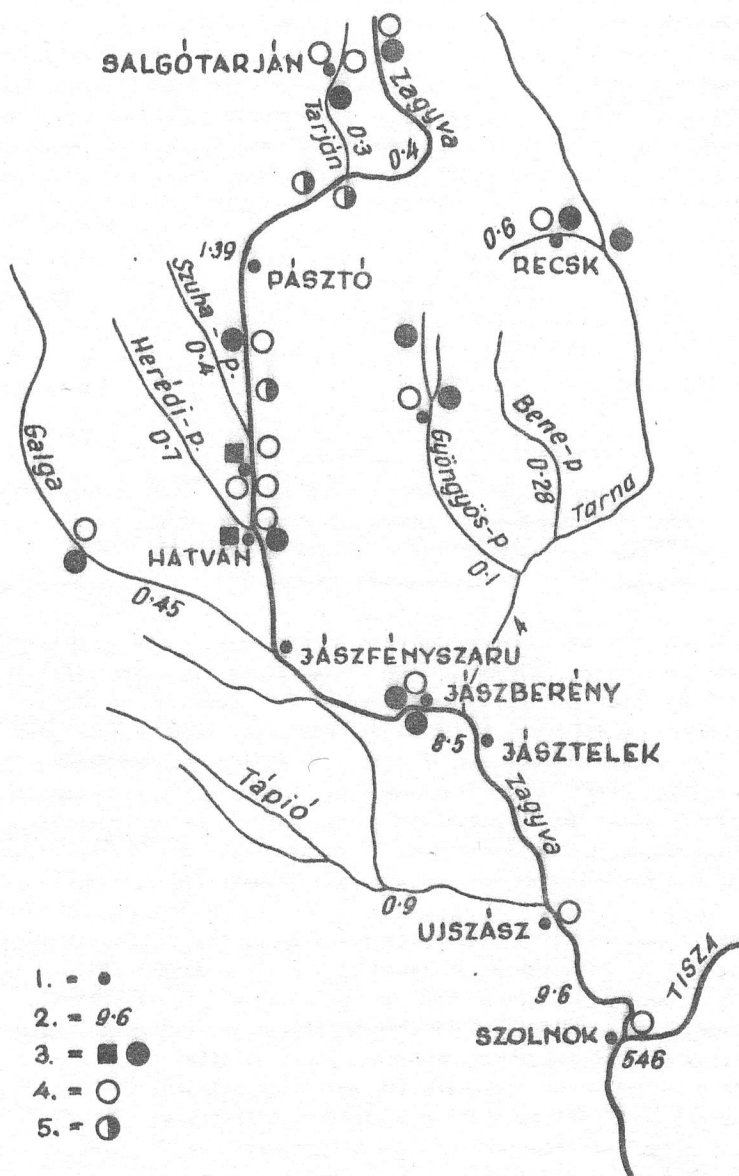 SALGÓTARJÁN
Zagyva
Tarján
0·3
0·4
0·6
RECSK
1·39
PÁSZTÓ
Szuha-p.
0·4
Herédi-p.
0·7
Galga
Gyöngyös-p
0·1
Bene-p
0·28
Tarna
HATVAN
0·45
4
JÁSZFÉNYSZARU
JÁSZBERÉNY
8·5
JÁSZTELEK
Zagyva
Tápió
0·9
UJSZÁSZ
9·6
TISZA
SZOLNOK
546
1. = 
2. = 9·6
3. =
4. =
5. =